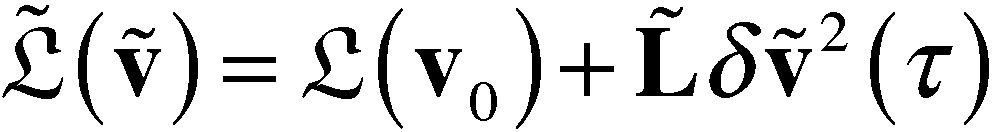 𝔏̃(𝐯̃) = 𝔏(𝐯₀) + 𝐋̃δ𝐯̃²(τ)